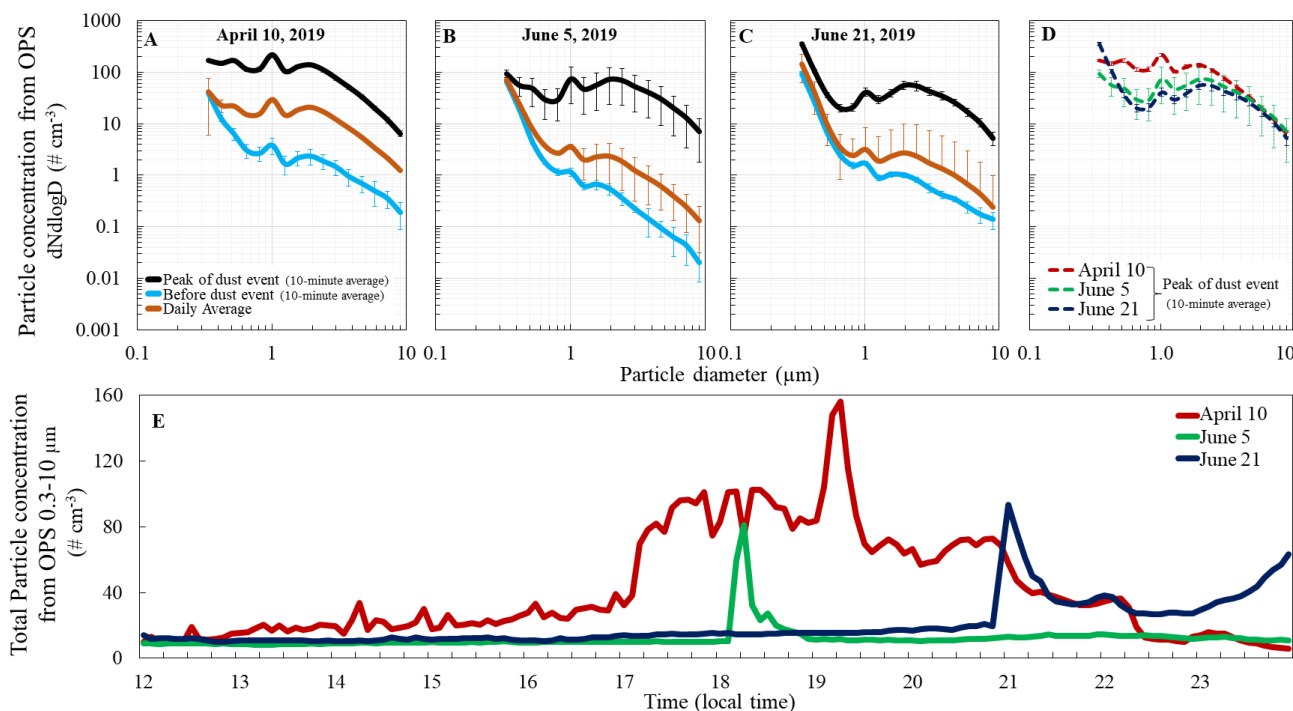 Particle concentration from OPS
dNdlogD (# cm-3)
1000
100
10
1
0.1
0.01
0.001
A
April 10, 2019
Peak of dust event (10-minute average)
Before dust event (10-minute average)
Daily Average
0.1
1
10
B
June 5, 2019
0.1
1
10
C
June 21, 2019
0.1
1
10
D
April 10
June 5
June 21
Peak of dust event
(10-minute average)
0.1
1.0
10
Particle diameter (µm)
Total Particle concentration
from OPS 0.3-10 µm
(# cm-3)
160
120
80
40
0
E
April 10
June 5
June 21
12 13 14 15 16 17 18 19 20 21 22 23
Time (local time)